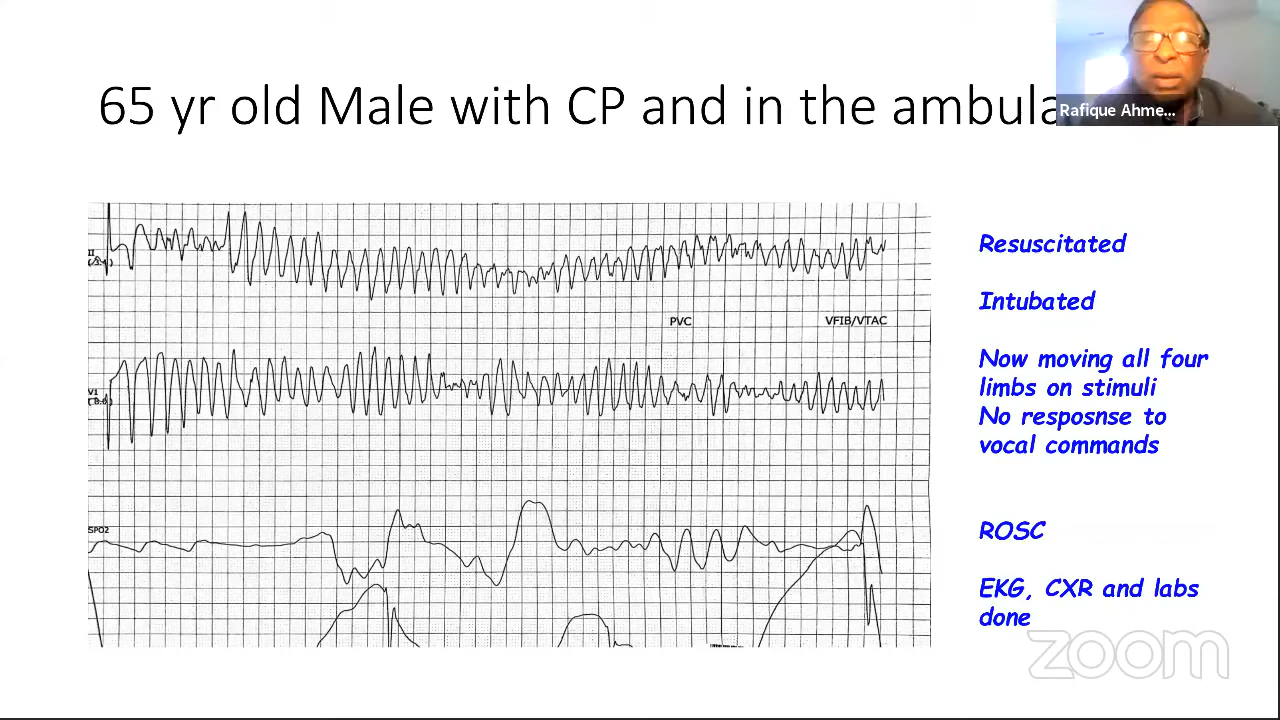 65 yr old Male with CP and in the ambula
Rafique Ahme...
II
PVC
VFIB/VTAC
V1
SPO2
Resuscitated
Intubated
Now moving all four
limbs on stimuli
No resposnse to
vocal commands
ROSC
EKG, CXR and labs
done
zoom